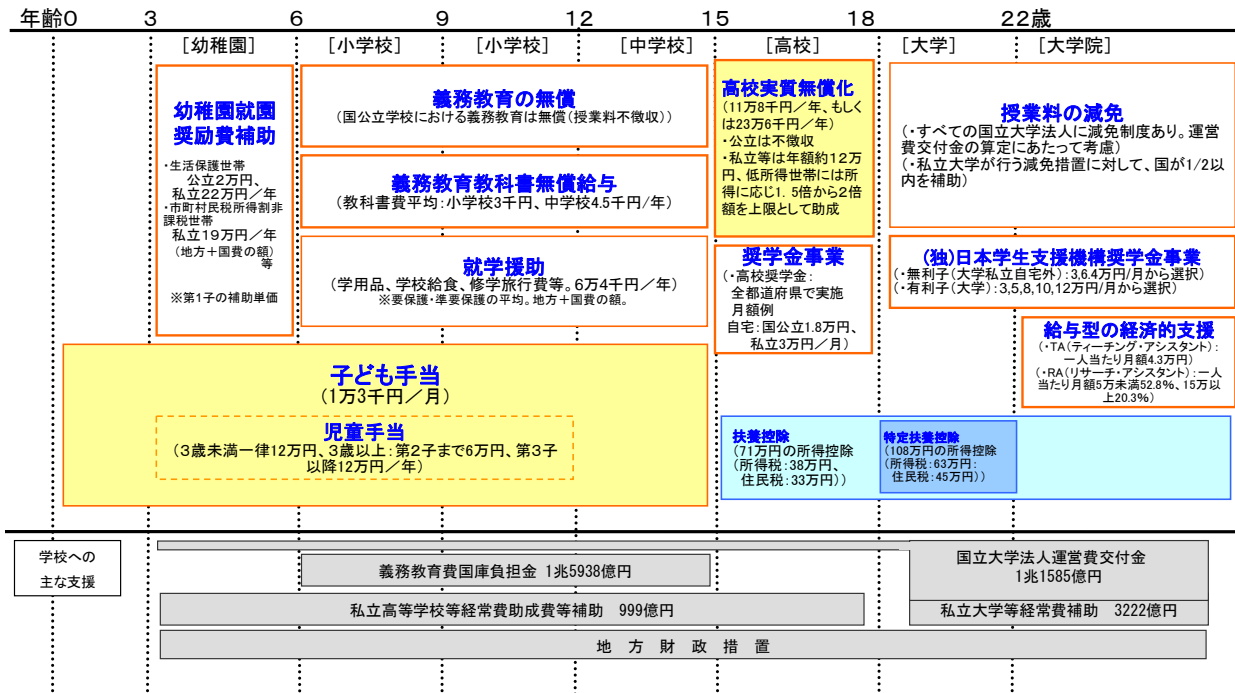 年齢0 3 6 9 12 15 18 22歳
[幼稚園] [小学校] [小学校] [中学校] [高校] [大学] [大学院]
幼稚園就園
奨励費補助
・生活保護世帯
公立2万円、
私立22万円/年
・市町村民税所得割非
課税世帯
私立19万円/年
(地方+国費の額)
等
※第1子の補助単価
義務教育の無償
(国公立学校における義務教育は無償(授業料不徴収))
義務教育教科書無償給与
(教科書費平均:小学校3千円、中学校4.5千円/年)
就学援助
(学用品、学校給食、修学旅行費等。6万4千円/年)
※要保護・準要保護の平均。地方+国費の額。
高校実質無償化
(11万8千円/年、もしく
は23万6千円/年)
・公立は不徴収
・私立等は年額約12万
円、低所得世帯には所
得に応じ1.5倍から2倍
額を上限として助成
奨学金事業
(・高校奨学金:
全都道府県で実施
月額例
自宅:国公立1.8万円、
私立3万円/月)
授業料の減免
(・すべての国立大学法人に減免制度あり。運営
費交付金の算定にあたって考慮)
(・私立大学が行う減免措置に対して、国が1/2以
内を補助)
(独)日本学生支援機構奨学金事業
(・無利子(大学私立自宅外):3,6.4万円/月から選択)
(・有利子(大学):3,5,8,10,12万円/月から選択)
給与型の経済的支援
(・TA(ティーチング・アシスタント):
一人当たり月額4.3万円)
(・RA(リサーチ・アシスタント):一人
当たり月額5万未満52.8%、15万以
上20.3%)
子ども手当
(1万3千円/月)
児童手当
(3歳未満一律12万円、3歳以上:第2子まで6万円、第3子
以降12万円/年)
扶養控除
(71万円の所得控除
(所得税:38万円、
住民税:33万円))
特定扶養控除
(108万円の所得控除
(所得税:63万円:
住民税:45万円))
学校への
主な支援
義務教育費国庫負担金 1兆5938億円
国立大学法人運営費交付金
1兆1585億円
私立高等学校等経常費助成費等補助 999億円
私立大学等経常費補助 3222億円
地方財政措置